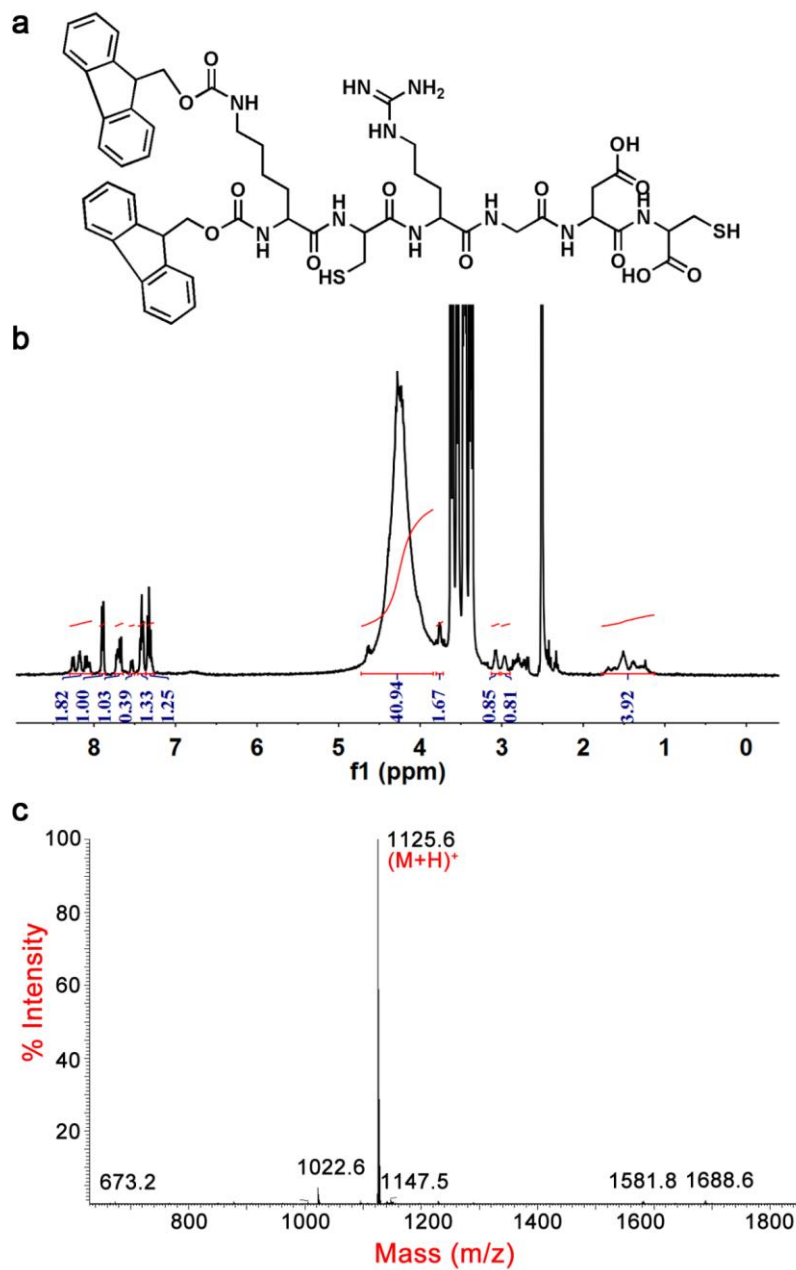 a
O
O
NH
HN
NH2
HN
O
OH
O
O
O
N
H
O
H
N
O
N
H
O
H
N
O
N
H
O
H
N
SH
HS
HO
O
b
1.82
1.00
1.03
0.39
1.33
1.25
40.94
1.67
0.85
0.81
3.92
8 7 6 5 4 3 2 1 0
f1 (ppm)
c
100
80
60
40
20
% Intensity
1125.6
(M+H)+
673.2
1022.6
1147.5
1581.8
1688.6
800 1000 1200 1400 1600 1800
Mass (m/z)